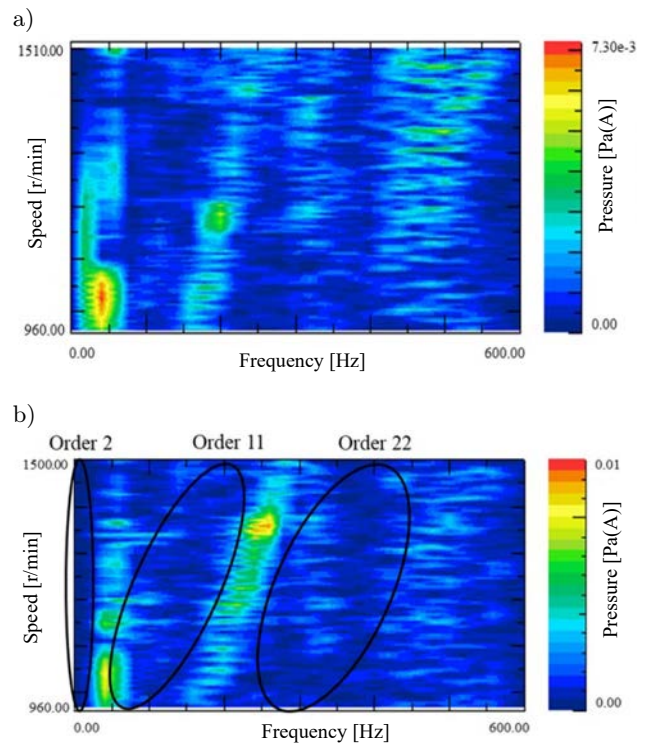 a)
1510.00
7.30e-3
Speed [r/min]
Pressure [Pa(A)]
960.00
0.00
0.00
600.00
Frequency [Hz]
b)
Order 2
Order 11
Order 22
1500.00
0.01
Speed [r/min]
Pressure [Pa(A)]
960.00
0.00
0.00
600.00
Frequency [Hz]